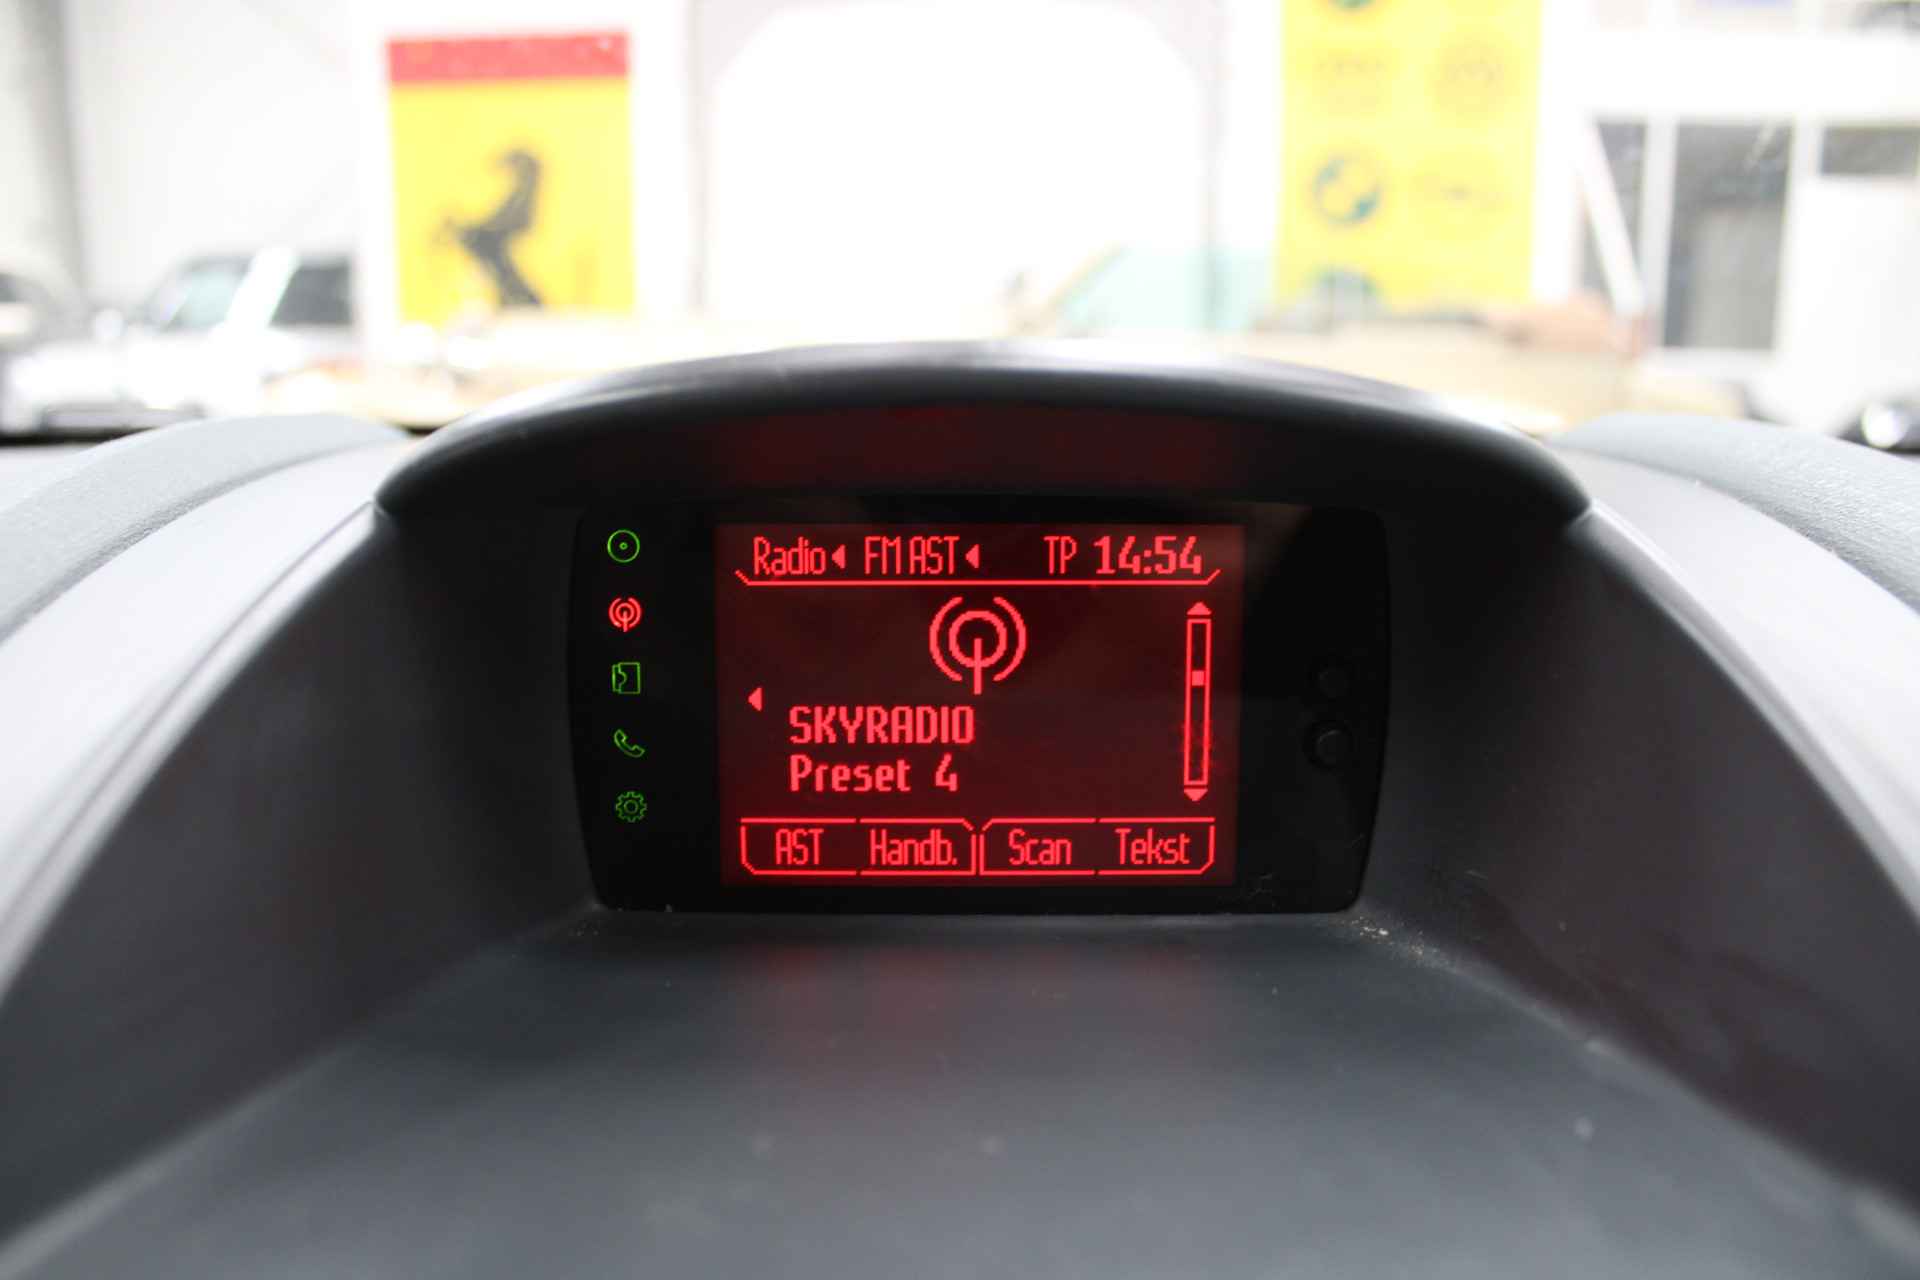 Radio FM AST TP 14:54
SKYRADIO
Preset 4
AST Handb. Scan Tekst